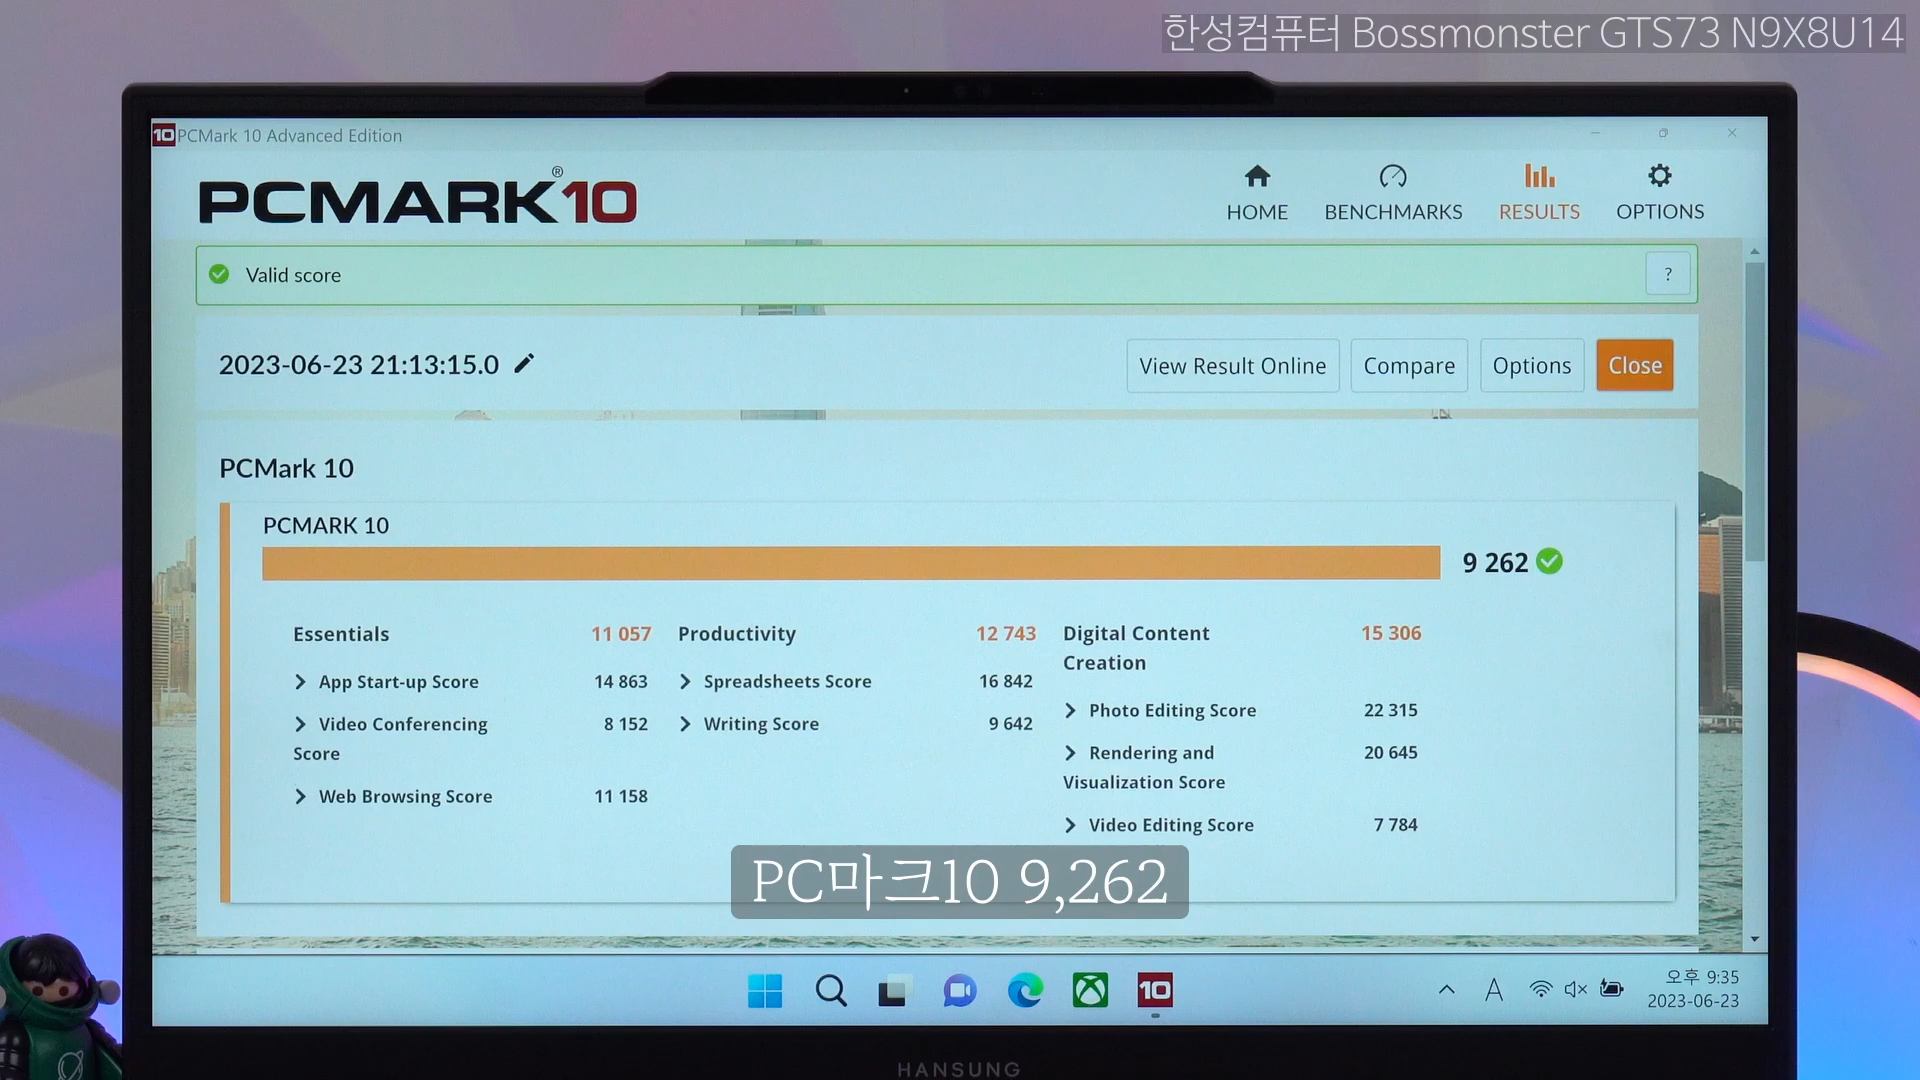 한성컴퓨터 Bossmonster GTS73 N9X8U14
10 PCMark 10 Advanced Edition
PCMARK®10
HOME
BENCHMARKS
RESULTS
OPTIONS
Valid score
?
2023-06-23 21:13:15.0
View Result Online
Compare
Options
Close
PCMark 10
PCMARK 10
9 262
Essentials 11 057
App Start-up Score 14 863
Video Conferencing 8 152
Score
Web Browsing Score 11 158
Productivity 12 743
Spreadsheets Score 16 842
Writing Score 9 642
Digital Content 15 306
Creation
Photo Editing Score 22 315
Rendering and 20 645
Visualization Score
Video Editing Score 7 784
PC마크10 9,262
10
A
오후 9:35
2023-06-23
HANSUNG